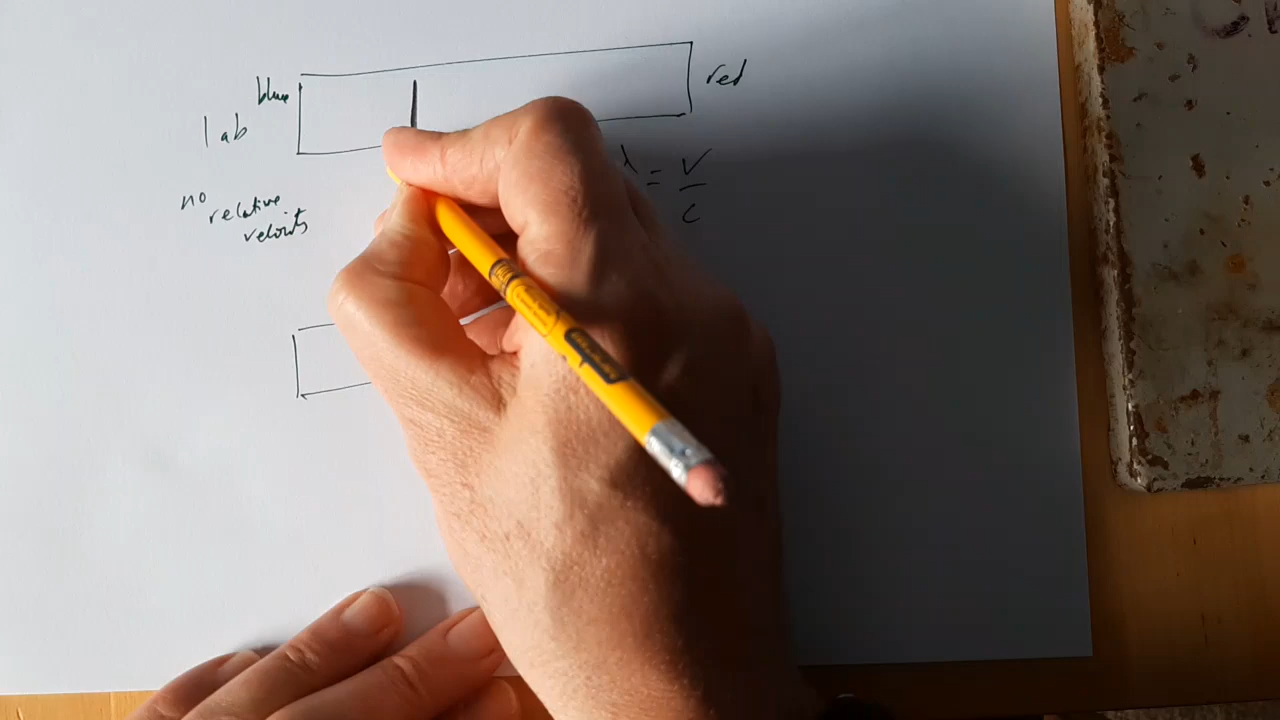 blue
red
lab
no
relative
velocity
λ = V
C